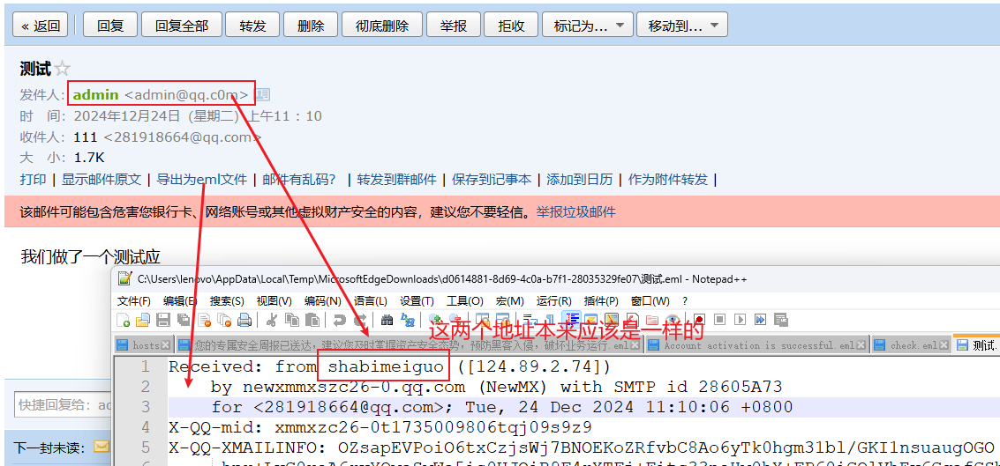 « 返回 回复 回复全部 转发 删除 彻底删除 举报 拒收 标记为... 移动到...
测试
发件人： admin <admin@qq.c0m>
时 间： 2024年12月24日（星期二）上午11：10
收件人： 111 <281918664@qq.com>
大 小： 1.7K
打印 | 显示邮件原文 | 导出为eml文件 | 邮件有乱码？ | 转发到群邮件 | 保存到记事本 | 添加到日历 | 作为附件转发 |
该邮件可能包含危害您银行卡、网络账号或其他虚拟财产安全的内容，建议您不要轻信。举报垃圾邮件
我们做了一个测试应
C:\Users\lenovo\AppData\Local\Temp\MicrosoftEdgeDownloads\d0614881-8d69-4c0a-b7f1-28035329fe07\测试.eml - Notepad++
文件(F) 编辑(E) 搜索(S) 视图(V) 编码(N) 语言(L) 设置(T) 工具(O) 宏(M) 运行(R) 插件(P) 窗口(W) ?
这两个地址本来应该是一样的
hosts 您的专属安全周报已送达，建议您及时掌握资产安全态势，预防黑客入侵，破坏业务运行.eml Account activation is successful.eml check.eml 测试.
1 Received: from shabimeiguo ([124.89.2.74])
2 by newxmmxszc26-0.qq.com (NewMX) with SMTP id 28605A73
3 for <281918664@qq.com>; Tue, 24 Dec 2024 11:10:06 +0800
4 X-QQ-mid: xmmxzc26-0t1735009806tqj09s9z9
5 X-QQ-XMAILINFO: OZsapEVPoiO6txCzjsWj7BNOEKoZRfvbC8Ao6yTk0hgm31bl/GKI1nsuaugOGO
快捷回复给：ad
下一封未读：